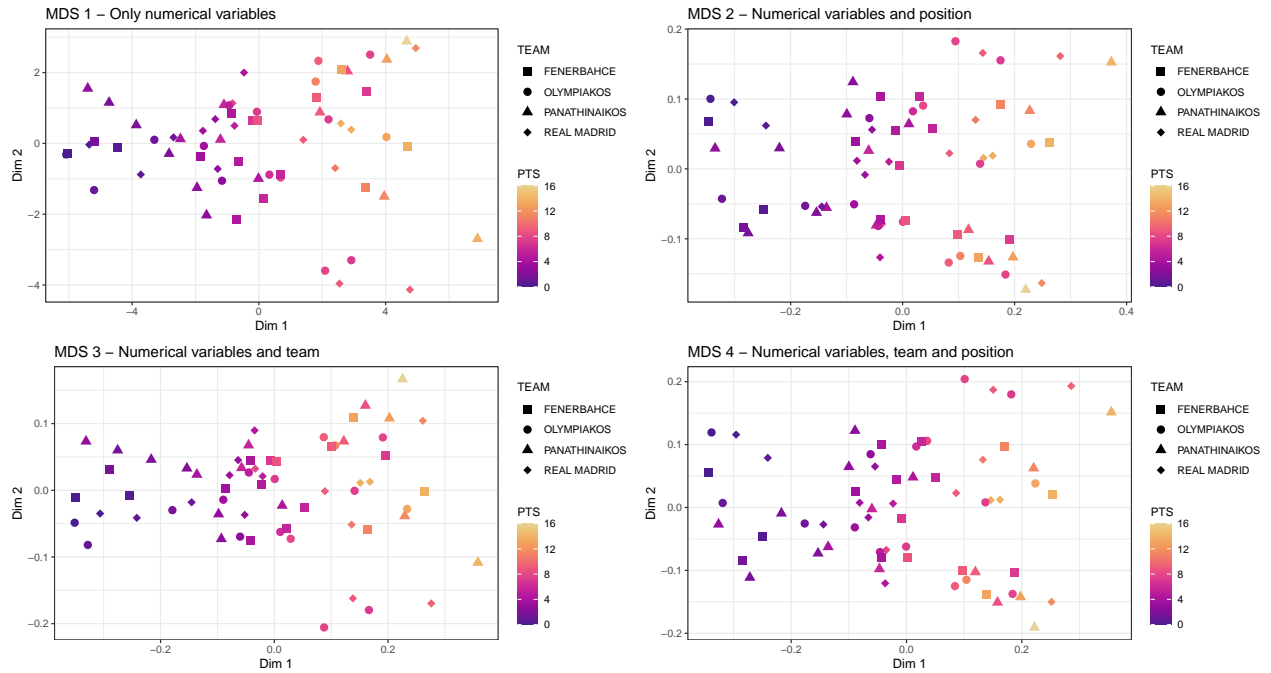 MDS 1 − Only numerical variables
2
0
−2
−4
−4
0
4
Dim 1
Dim 2
TEAM
FENERBAHCE
OLYMPIAKOS
PANATHINAIKOS
REAL MADRID
PTS
16
12
8
4
0
MDS 2 − Numerical variables and position
0.2
0.1
0.0
−0.1
−0.2
0.0
0.2
0.4
Dim 1
Dim 2
TEAM
FENERBAHCE
OLYMPIAKOS
PANATHINAIKOS
REAL MADRID
PTS
16
12
8
4
0
MDS 3 − Numerical variables and team
0.1
0.0
−0.1
−0.2
−0.2
0.0
0.2
Dim 1
Dim 2
TEAM
FENERBAHCE
OLYMPIAKOS
PANATHINAIKOS
REAL MADRID
PTS
16
12
8
4
0
MDS 4 − Numerical variables, team and position
0.2
0.1
0.0
−0.1
−0.2
−0.2
0.0
0.2
Dim 1
Dim 2
TEAM
FENERBAHCE
OLYMPIAKOS
PANATHINAIKOS
REAL MADRID
PTS
16
12
8
4
0